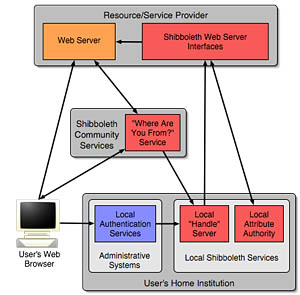 Resource/Service Provider
Web Server
Shibboleth Web Server
Interfaces
Shibboleth
Community
Services
"Where Are
You From?"
Service
User's Web
Browser
Local
Authentication
Services
Administrative
Systems
Local
"Handle"
Server
Local
Attribute
Authority
Local Shibboleth Services
User's Home Institution